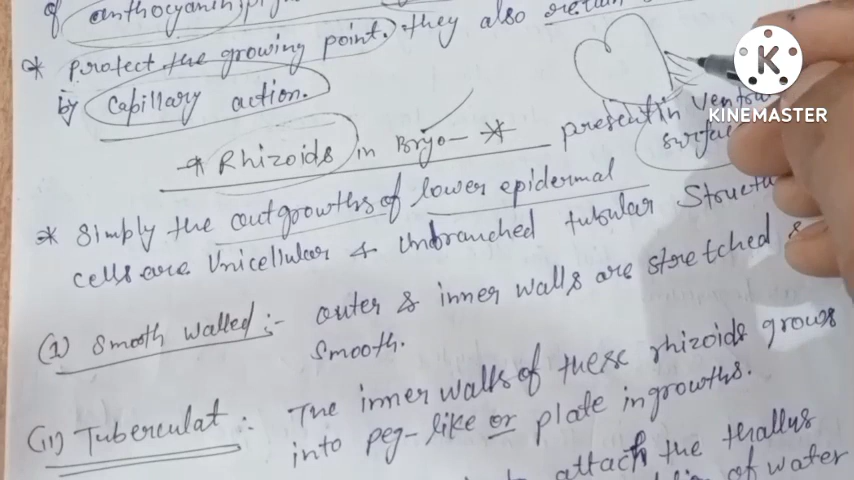 of anthocyanin
* protect the growing point. they also retain
by capillary action.
K
KINEMASTER
→* Rhizoids in Bryo- * present in ventral
surface
* Simply the outgrowths of lower epidermal
cells are Unicellular & Unbranched tubular Structu
(I) Smooth walled :- outer & inner walls are stretched &
smooth.
(II) Tuberculat :- The inner walls of these rhizoids grows
into peg-like or plate ingrowths.
attach the thallus
of water